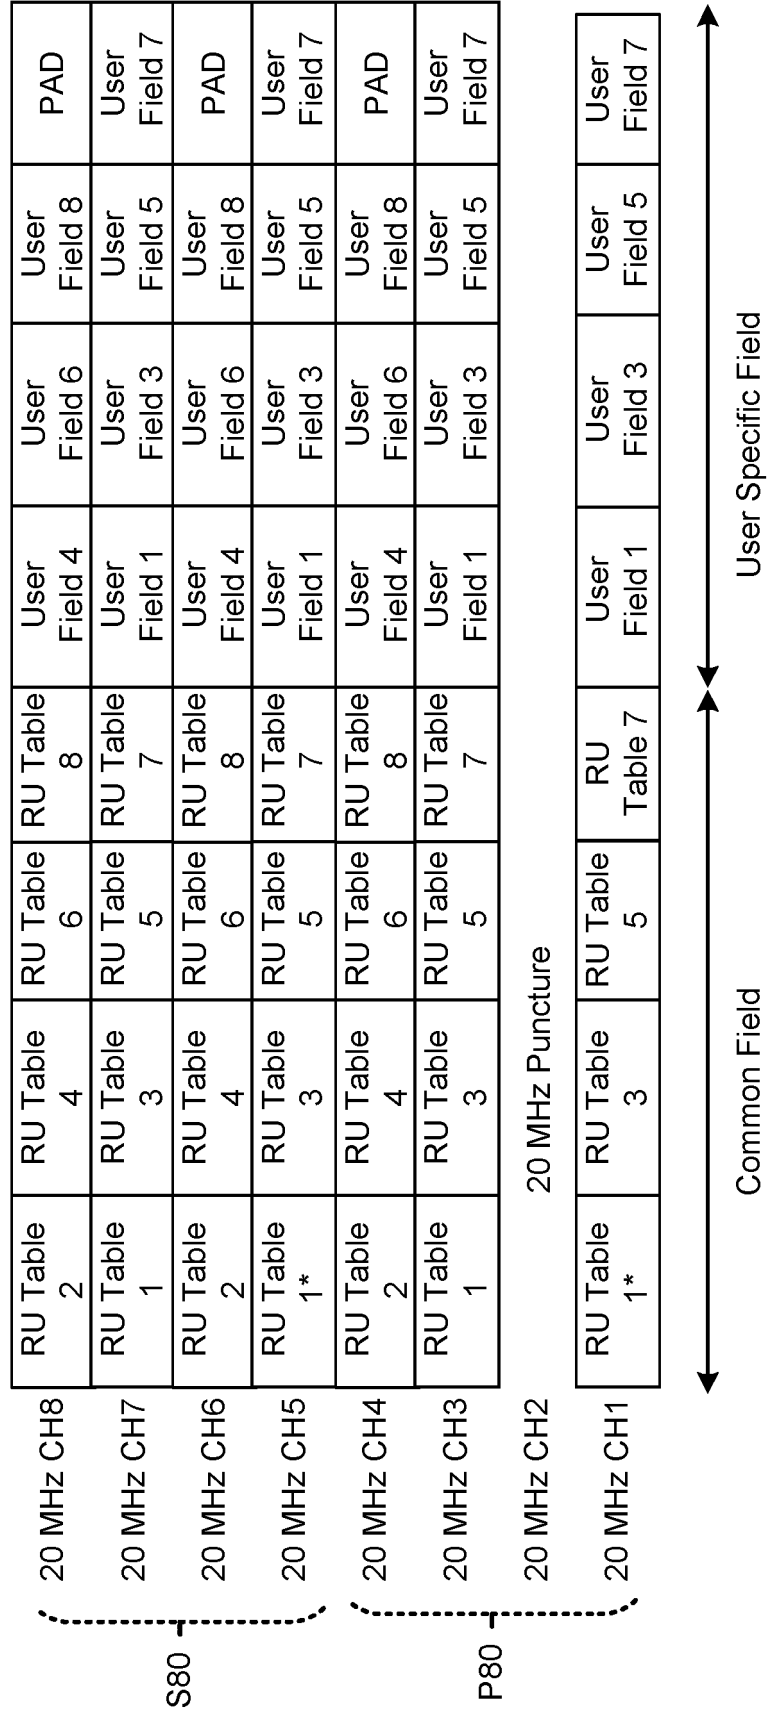 20 MHz CH8
RU Table
2
RU Table
4
RU Table
6
RU Table
8
User
Field 4
User
Field 6
User
Field 8
PAD
20 MHz CH7
RU Table
1
RU Table
3
RU Table
5
RU Table
7
User
Field 1
User
Field 3
User
Field 5
User
Field 7
S80
20 MHz CH6
RU Table
2
RU Table
4
RU Table
6
RU Table
8
User
Field 4
User
Field 6
User
Field 8
PAD
20 MHz CH5
RU Table
1*
RU Table
3
RU Table
5
RU Table
7
User
Field 1
User
Field 3
User
Field 5
User
Field 7
20 MHz CH4
RU Table
2
RU Table
4
RU Table
6
RU Table
8
User
Field 4
User
Field 6
User
Field 8
PAD
20 MHz CH3
RU Table
1
RU Table
3
RU Table
5
RU Table
7
User
Field 1
User
Field 3
User
Field 5
User
Field 7
P80
20 MHz CH2
20 MHz Puncture
20 MHz CH1
RU Table
1*
RU Table
3
RU Table
5
RU
Table 7
User
Field 1
User
Field 3
User
Field 5
User
Field 7
Common Field
User Specific Field